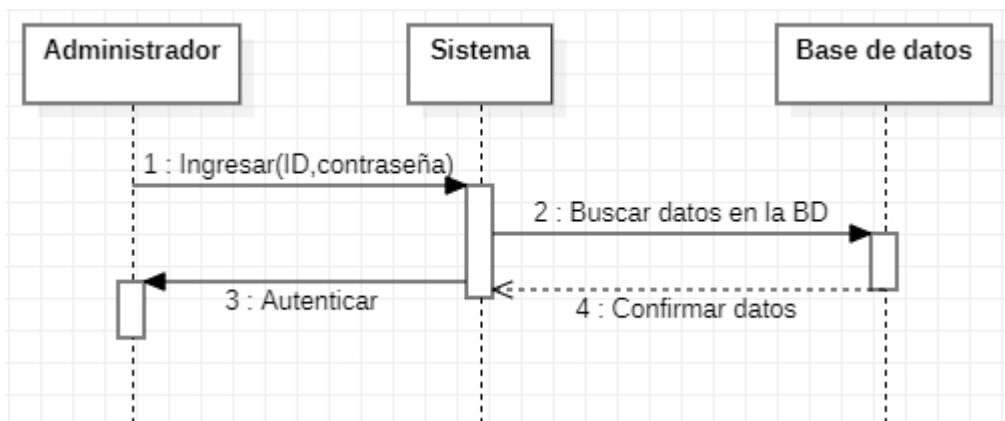 Administrador
Sistema
Base de datos
1 : Ingresar(ID,contraseña)
2 : Buscar datos en la BD
3 : Autenticar
4 : Confirmar datos